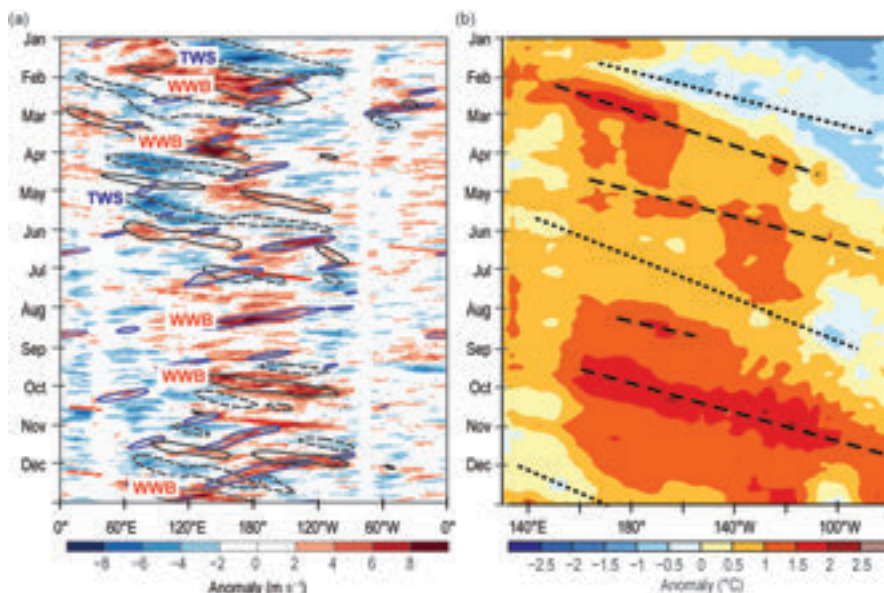 (a)
Jan
Feb
Mar
Apr
May
Jun
Jul
Aug
Sep
Oct
Nov
Dec
TWS
WWB
WWB
TWS
WWB
WWB
WWB
0° 60°E 120°E 180° 120°W 60°W 0°
-8 -6 -4 -2 0 2 4 6 8
Anomaly (m s⁻¹)
(b)
Jan
Feb
Mar
Apr
May
Jun
Jul
Aug
Sep
Oct
Nov
Dec
140°E 180° 140°W 100°W
-2.5 -2 -1.5 -1 -0.5 0 0.5 1 1.5 2 2.5
Anomaly (°C)